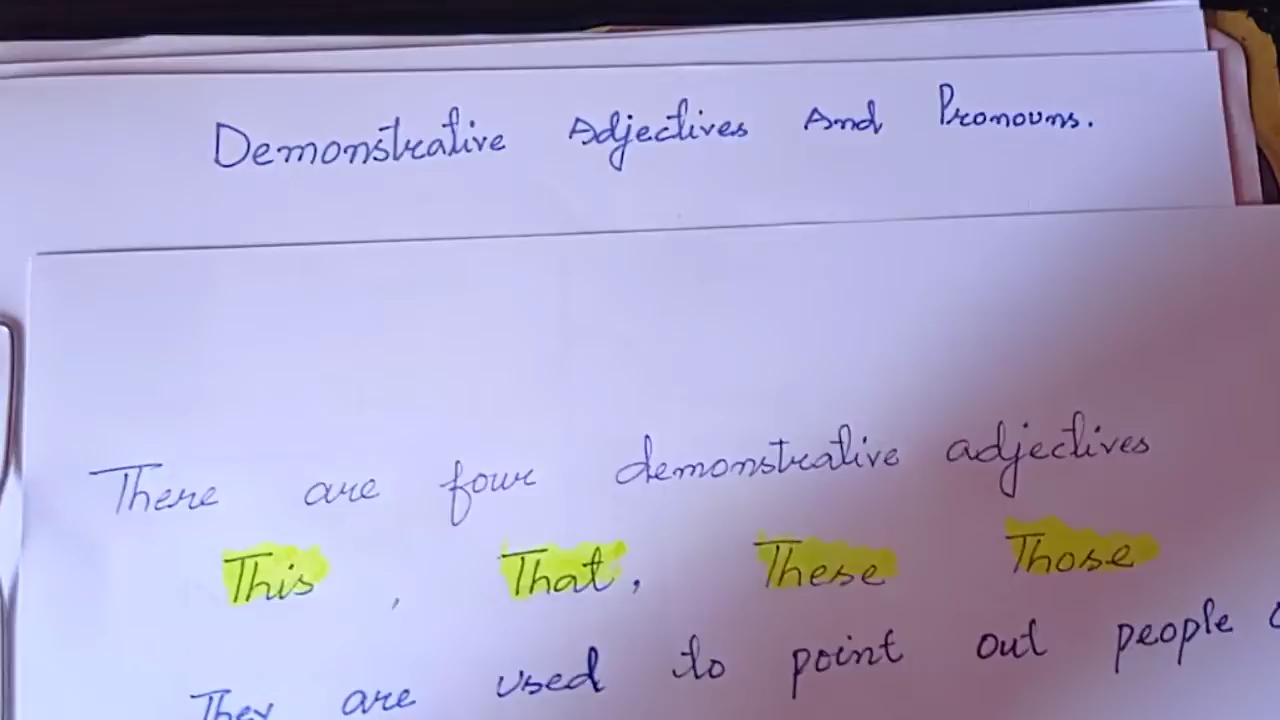 Demonstrative Adjectives And Pronouns.
There are four demonstrative adjectives
This , That, These Those
They are used to point out people